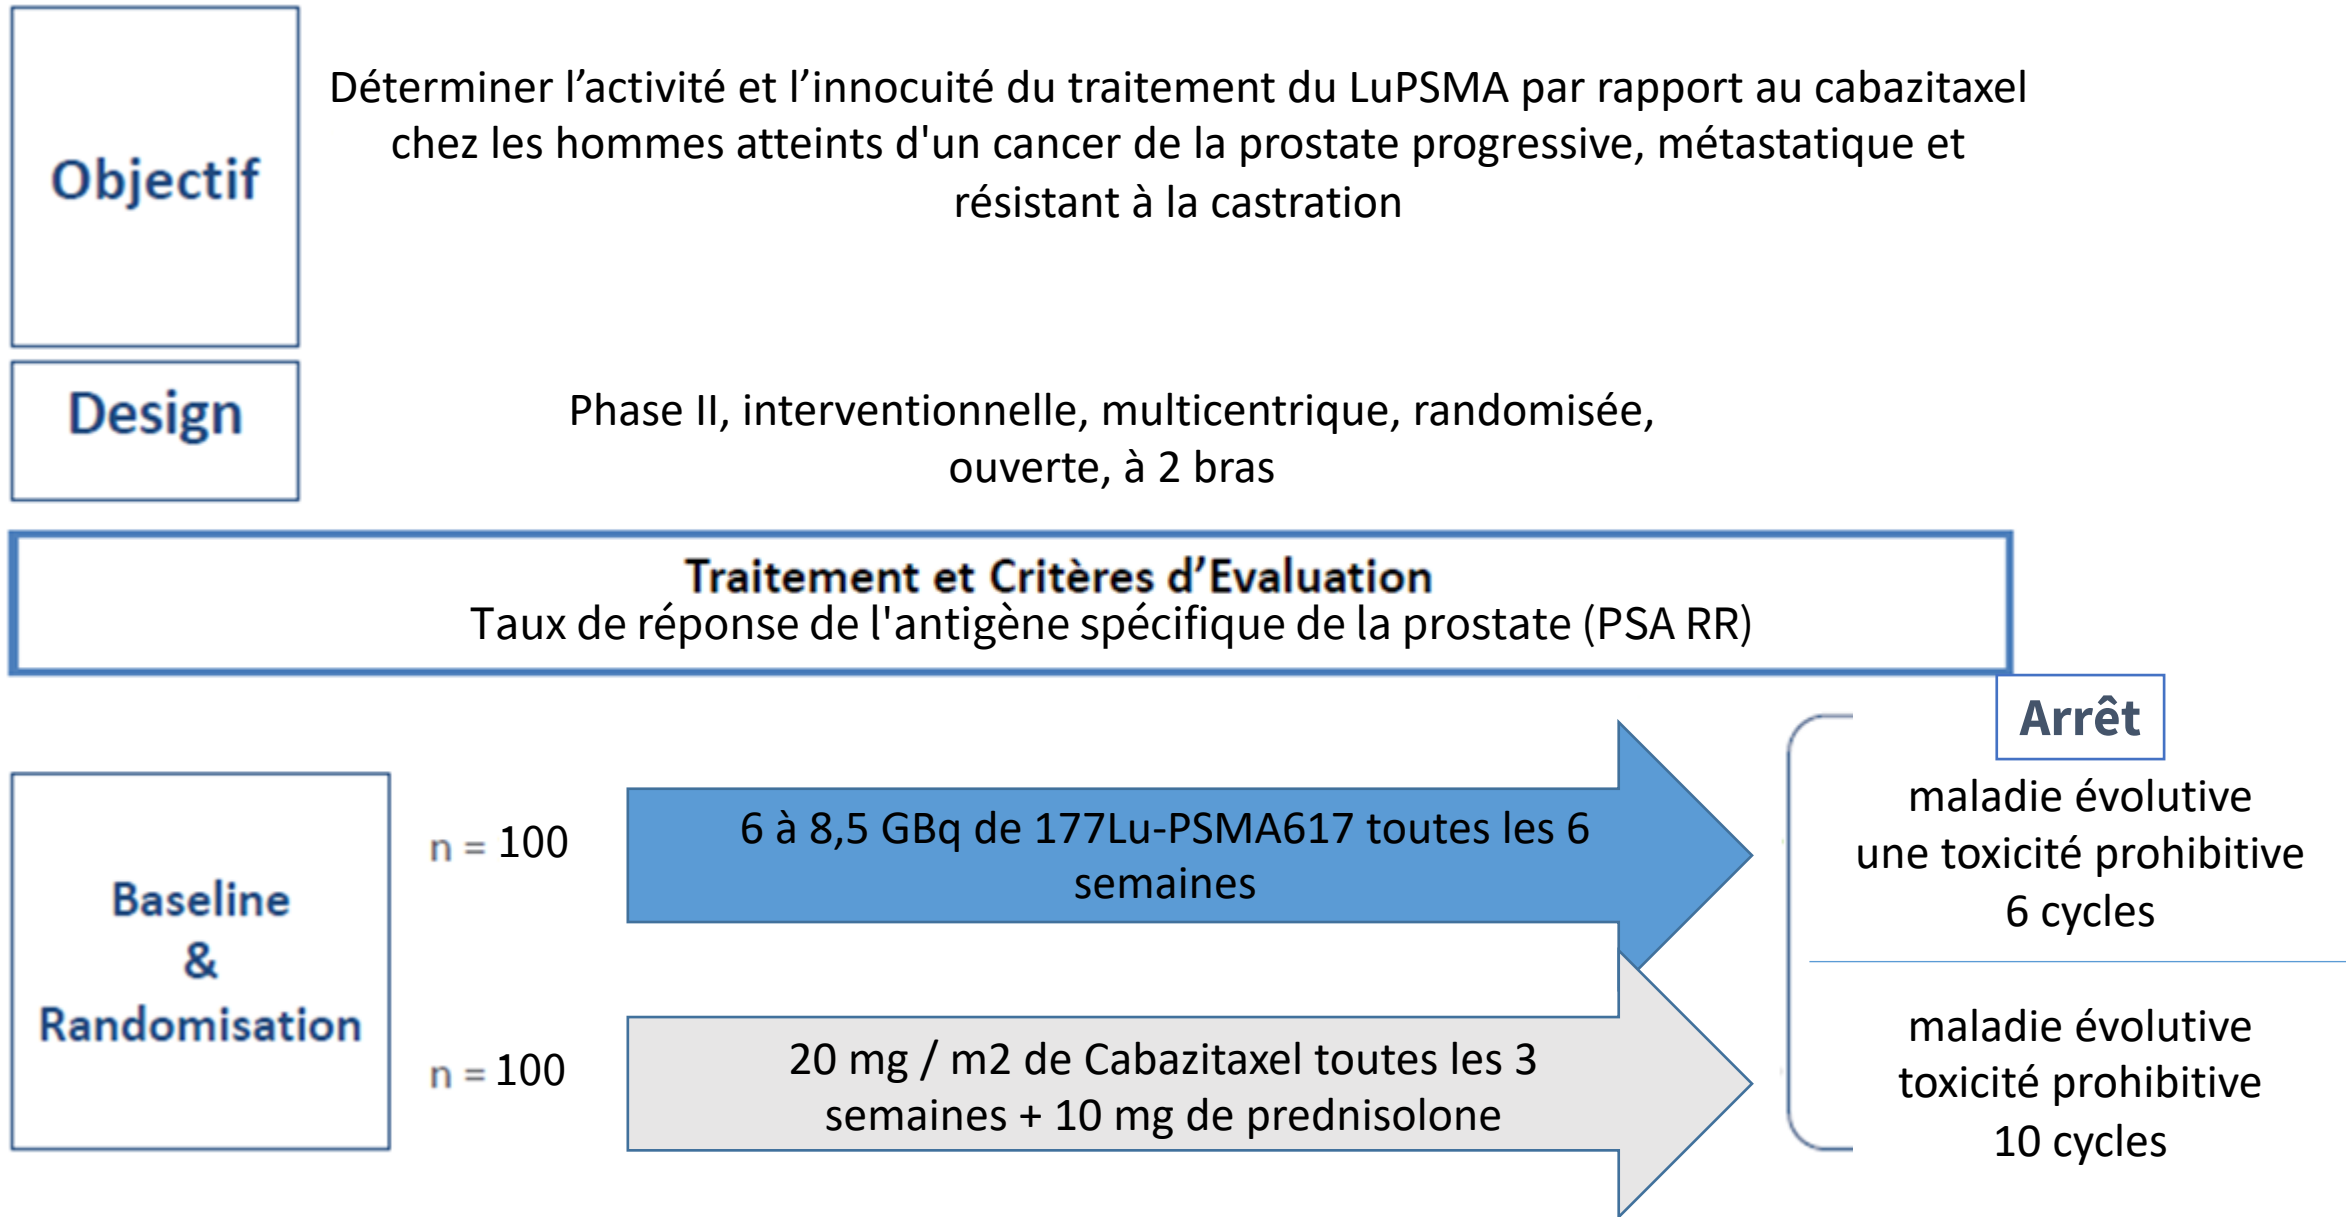 Objectif
Déterminer l’activité et l’innocuité du traitement du LuPSMA par rapport au cabazitaxel
chez les hommes atteints d'un cancer de la prostate progressive, métastatique et
résistant à la castration
Design
Phase II, interventionnelle, multicentrique, randomisée,
ouverte, à 2 bras
Traitement et Critères d’Evaluation
Taux de réponse de l'antigène spécifique de la prostate (PSA RR)
Arrêt
Baseline
&
Randomisation
n = 100
6 à 8,5 GBq de 177Lu-PSMA617 toutes les 6
semaines
maladie évolutive
une toxicité prohibitive
6 cycles
n = 100
20 mg / m2 de Cabazitaxel toutes les 3
semaines + 10 mg de prednisolone
maladie évolutive
toxicité prohibitive
10 cycles